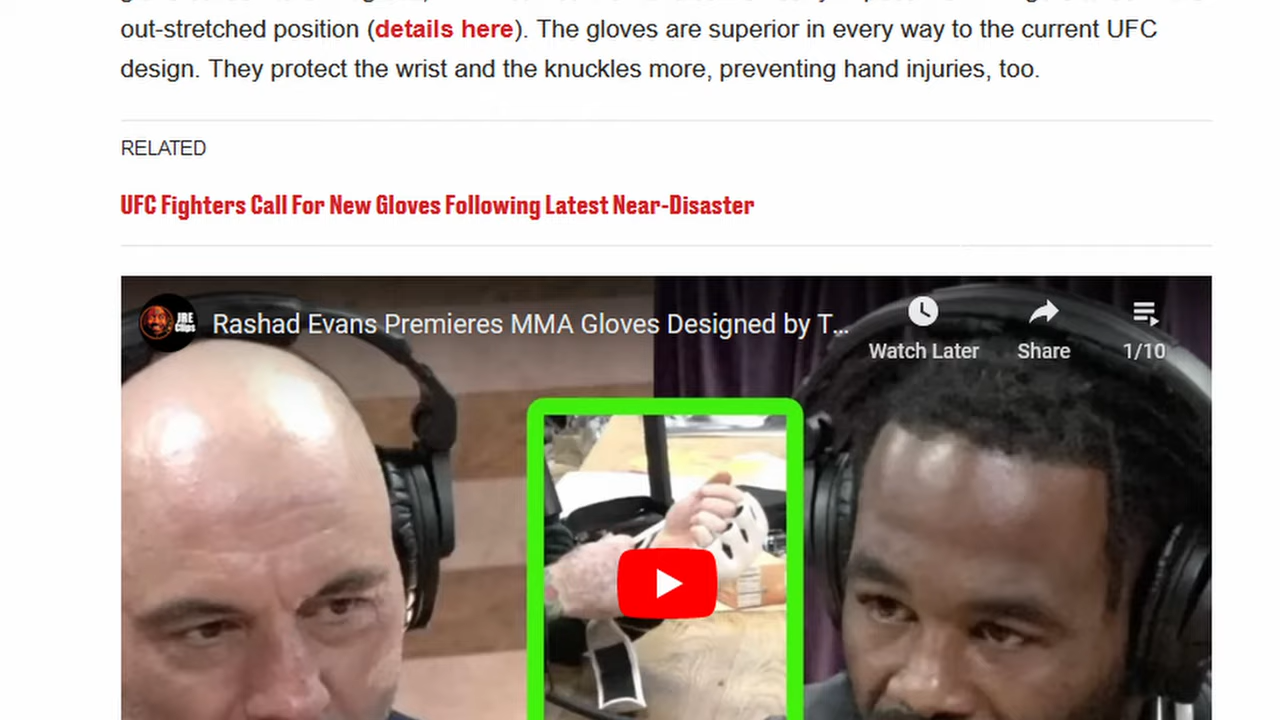 out-stretched position (details here). The gloves are superior in every way to the current UFC
design. They protect the wrist and the knuckles more, preventing hand injuries, too.
RELATED
UFC Fighters Call For New Gloves Following Latest Near-Disaster
JRE
Clips
Rashad Evans Premieres MMA Gloves Designed by T...
Watch Later
Share
1/10